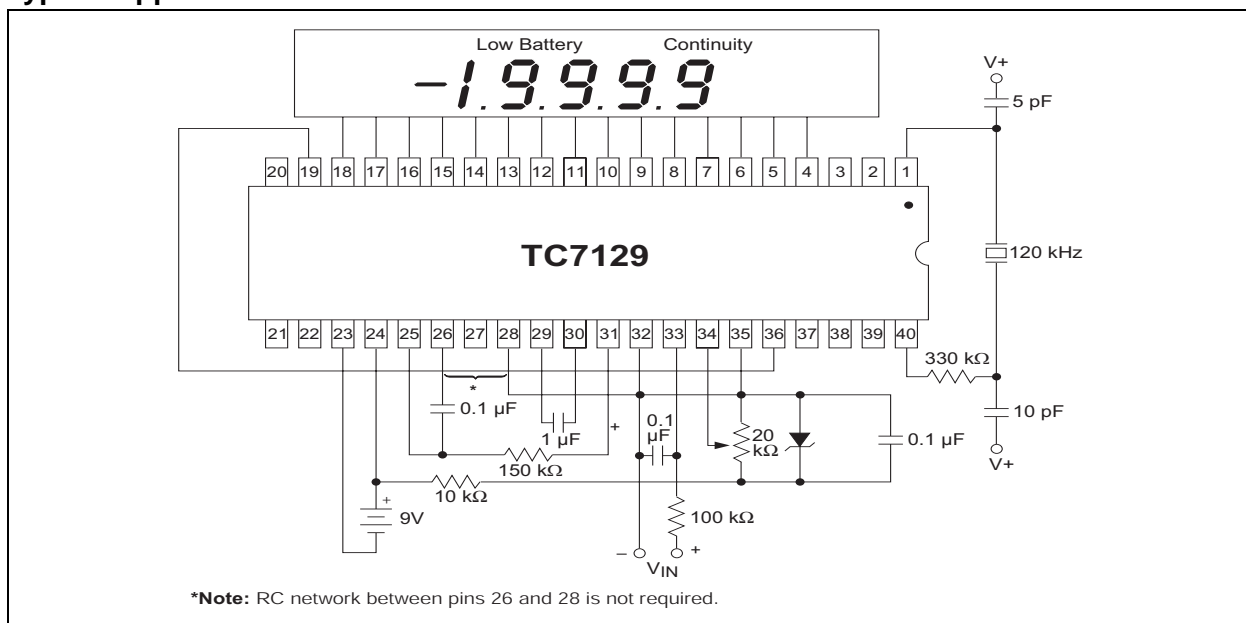 Low Battery Continuity
-1.9.9.9.9
V+
5 pF
20 19 18 17 16 15 14 13 12 11 10 9 8 7 6 5 4 3 2 1
TC7129
120 kHz
21 22 23 24 25 26 27 28 29 30 31 32 33 34 35 36 37 38 39 40
330 kΩ
*
0.1 µF
1 µF
+
0.1
µF
20
kΩ
0.1 µF
10 pF
V+
150 kΩ
10 kΩ
+
9V
100 kΩ
– +
VIN
*Note: RC network between pins 26 and 28 is not required.